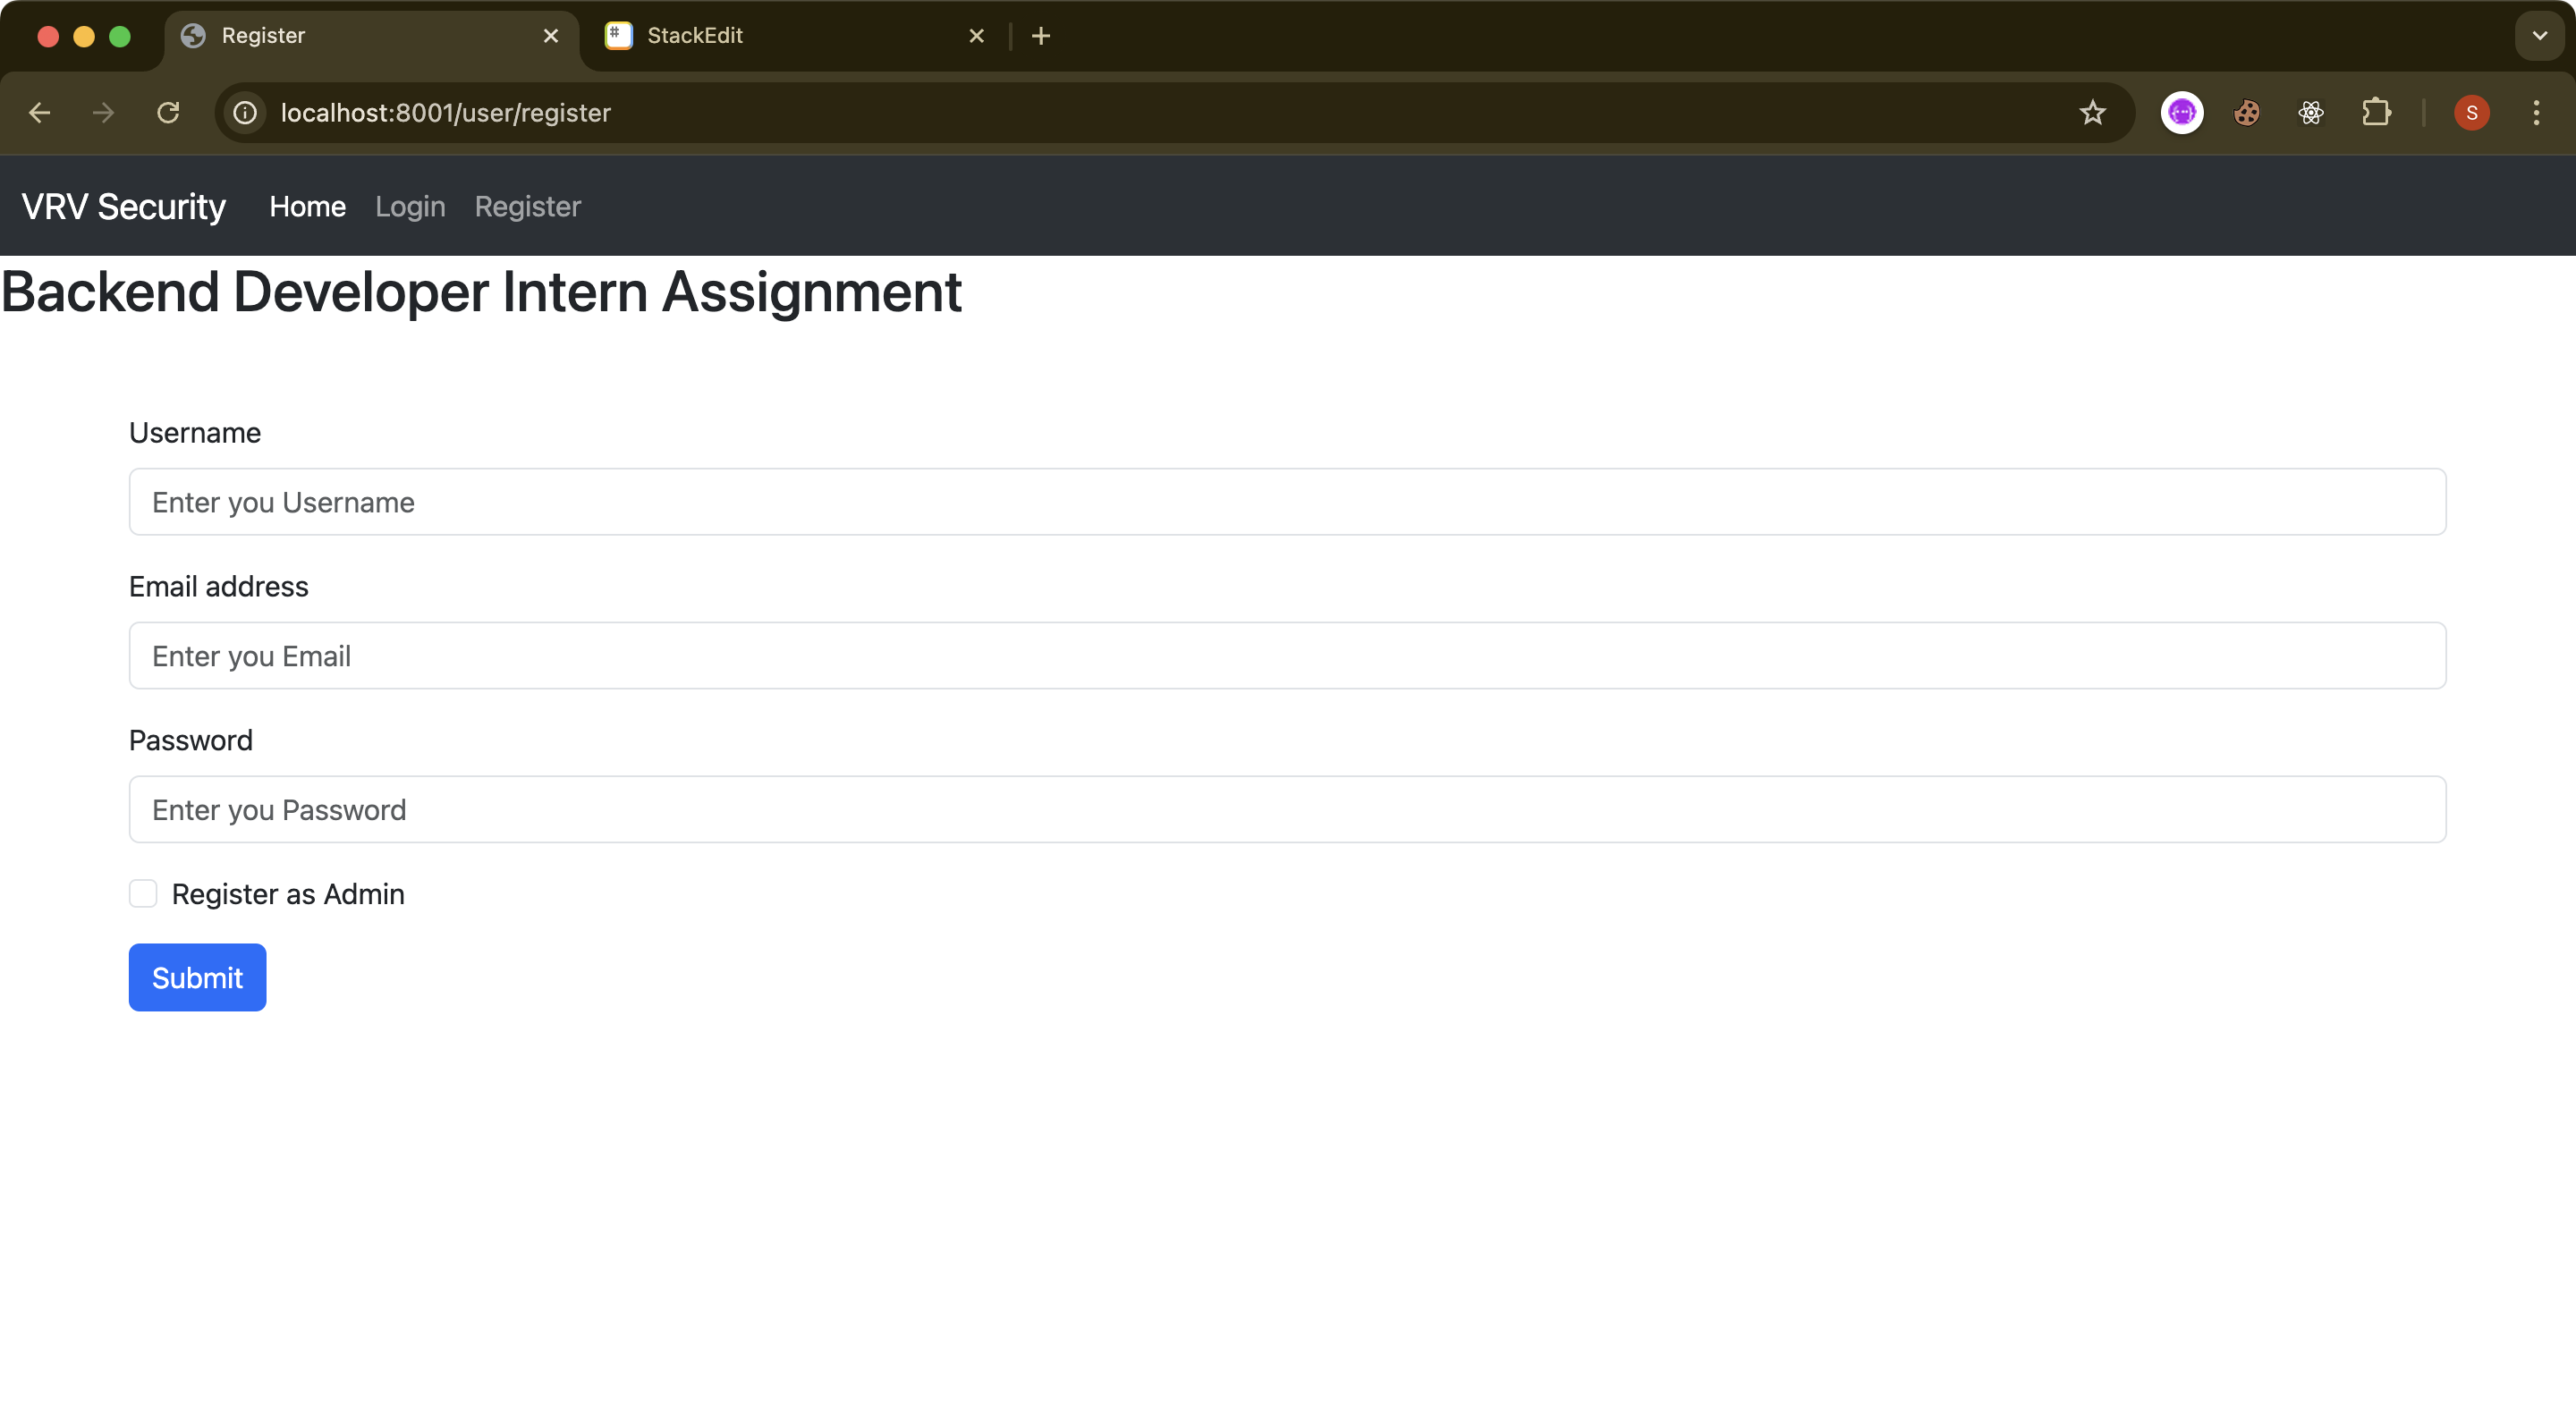 Register
StackEdit
localhost:8001/user/register
S
VRV Security Home Login Register
Backend Developer Intern Assignment
Username
Enter you Username
Email address
Enter you Email
Password
Enter you Password
Register as Admin
Submit